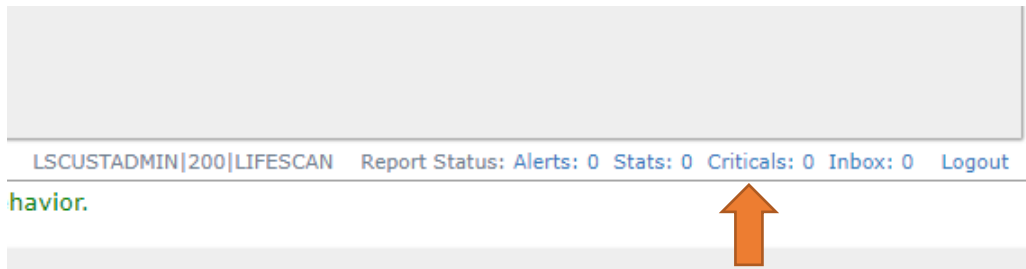 LSCUSTADMIN|200|LIFESCAN Report Status: Alerts: 0 Stats: 0 Criticals: 0 Inbox: 0 Logout
havior.